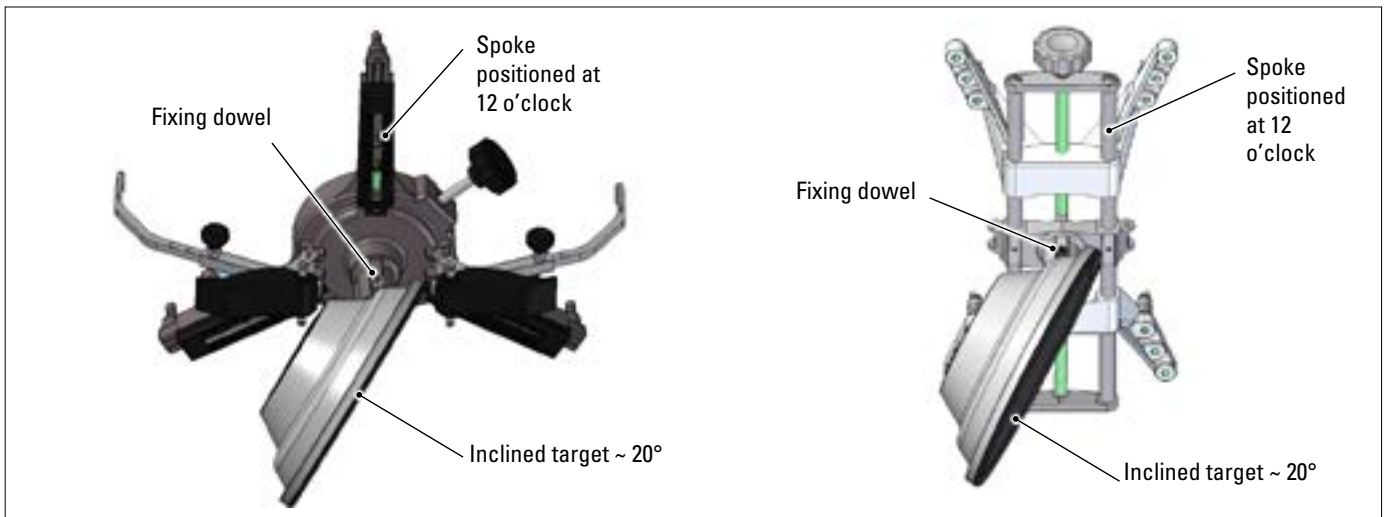 Spoke
positioned at
12 o’clock
Fixing dowel
Inclined target ~ 20°
Spoke
positioned
at 12
o’clock
Fixing dowel
Inclined target ~ 20°